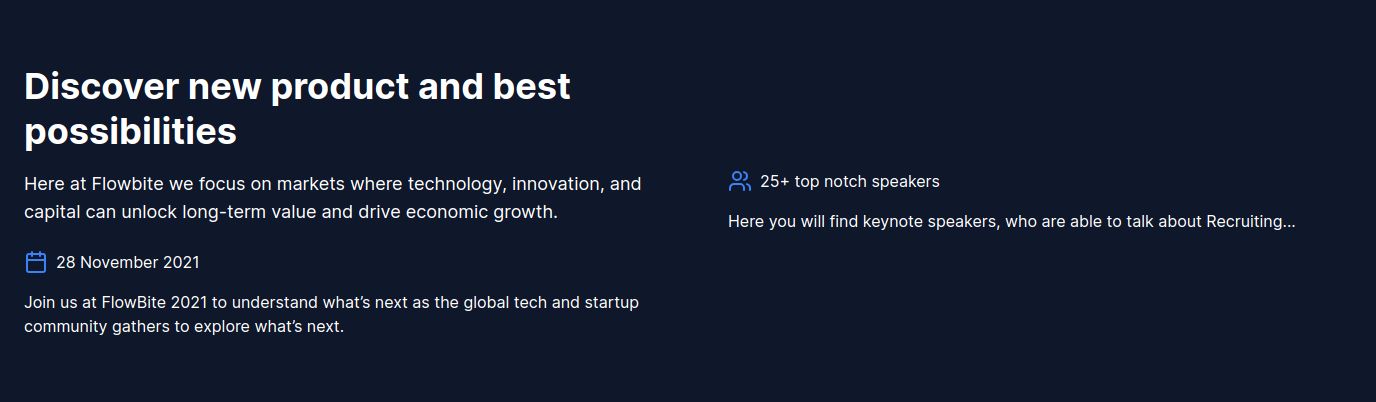 Discover new product and best
possibilities
Here at Flowbite we focus on markets where technology, innovation, and
capital can unlock long-term value and drive economic growth.
28 November 2021
Join us at FlowBite 2021 to understand what’s next as the global tech and startup
community gathers to explore what’s next.
25+ top notch speakers
Here you will find keynote speakers, who are able to talk about Recruiting...